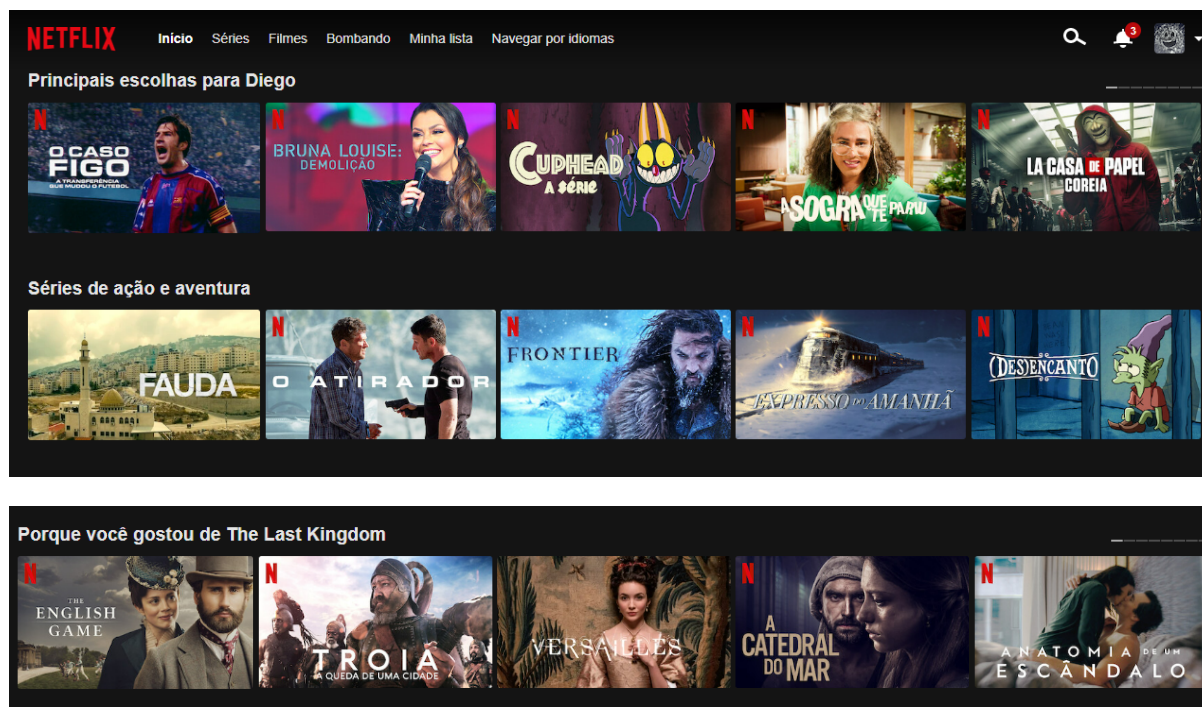 NETFLIX Início Séries Filmes Bombando Minha lista Navegar por idiomas 3
Principais escolhas para Diego
N
O CASO
FIGO
A TRANSFERÊNCIA
QUE MUDOU O FUTEBOL
N
BRUNA LOUISE:
DEMOLIÇÃO
N
CUPHEAD
A SÉRIE
N
A SOGRA QUE
TE PARIU
N
LA CASA DE PAPEL
COREIA
Séries de ação e aventura
FAUDA
N
O ATIRADOR
N
FRONTIER
N
EXPRESSO DO AMANHÃ
N
(DES)ENCANTO
Porque você gostou de The Last Kingdom
N
THE
ENGLISH
GAME
N
TROIA
A QUEDA DE UMA CIDADE
VERSAILLES
N
A
CATEDRAL
DO MAR
N
ANATOMIA DE UM
ESCÂNDALO